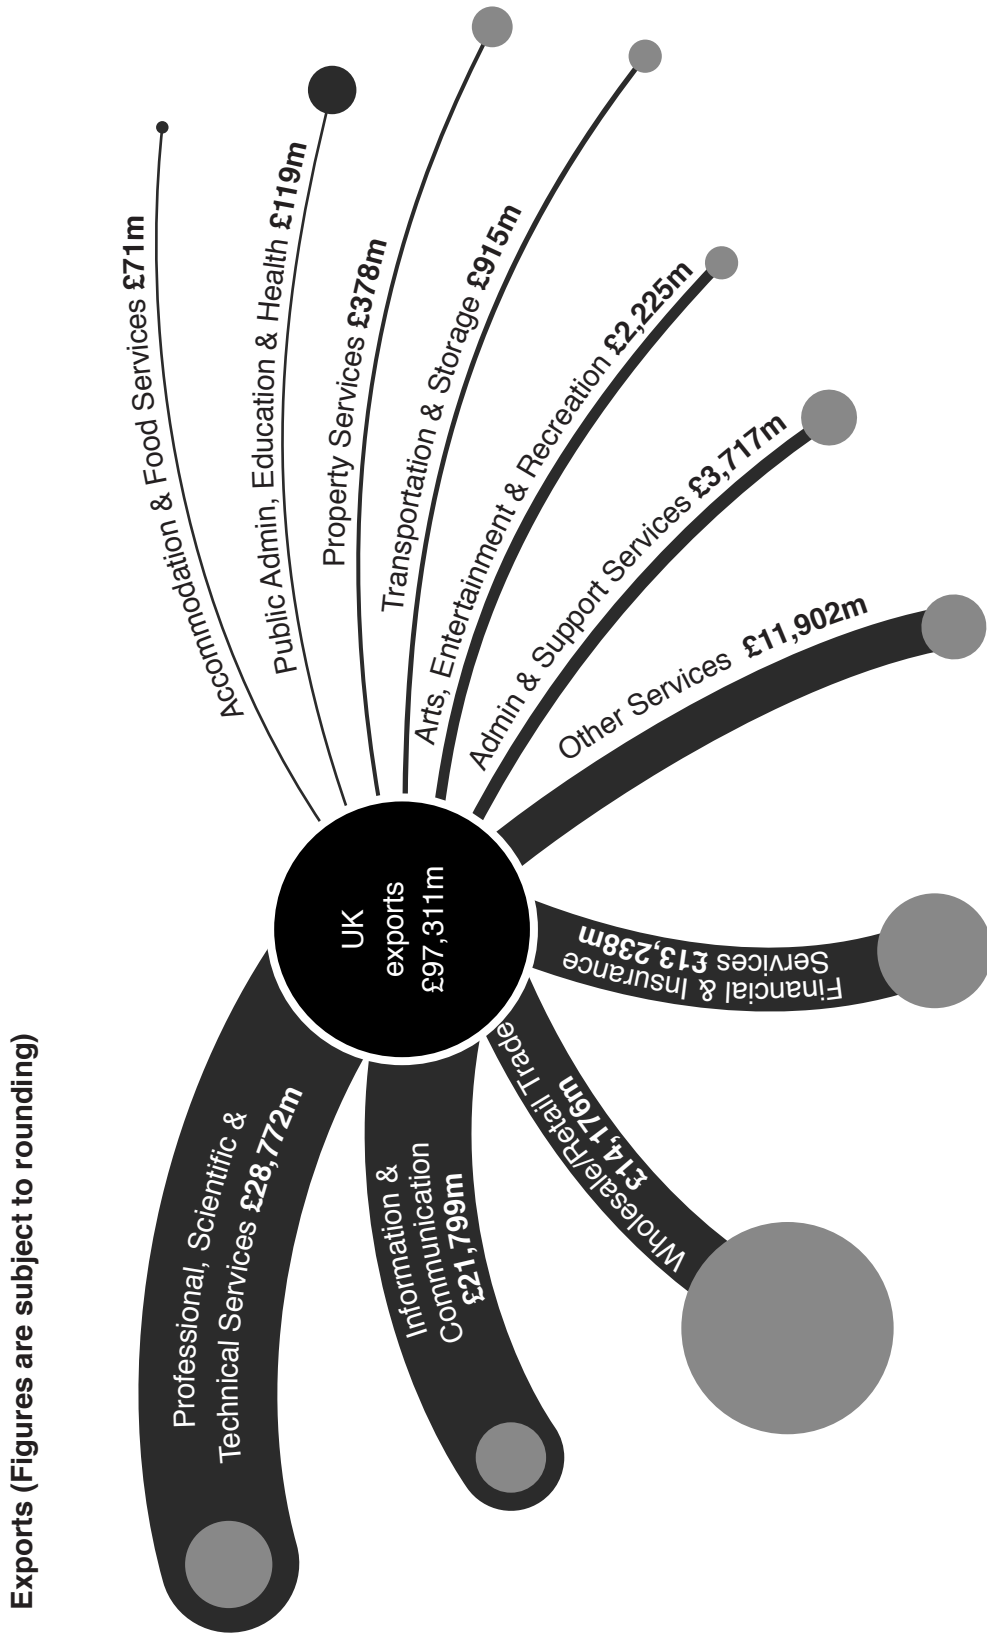 Exports (Figures are subject to rounding)
UK
exports
£97,311m
Accommodation & Food Services £71m
Public Admin, Education & Health £119m
Property Services £378m
Transportation & Storage £915m
Arts, Entertainment & Recreation £2,225m
Admin & Support Services £3,717m
Other Services £11,902m
Financial & Insurance
Services £13,238m
Wholesale/Retail Trade
£14,176m
Information &
Communication
£21,799m
Professional, Scientific &
Technical Services £28,772m